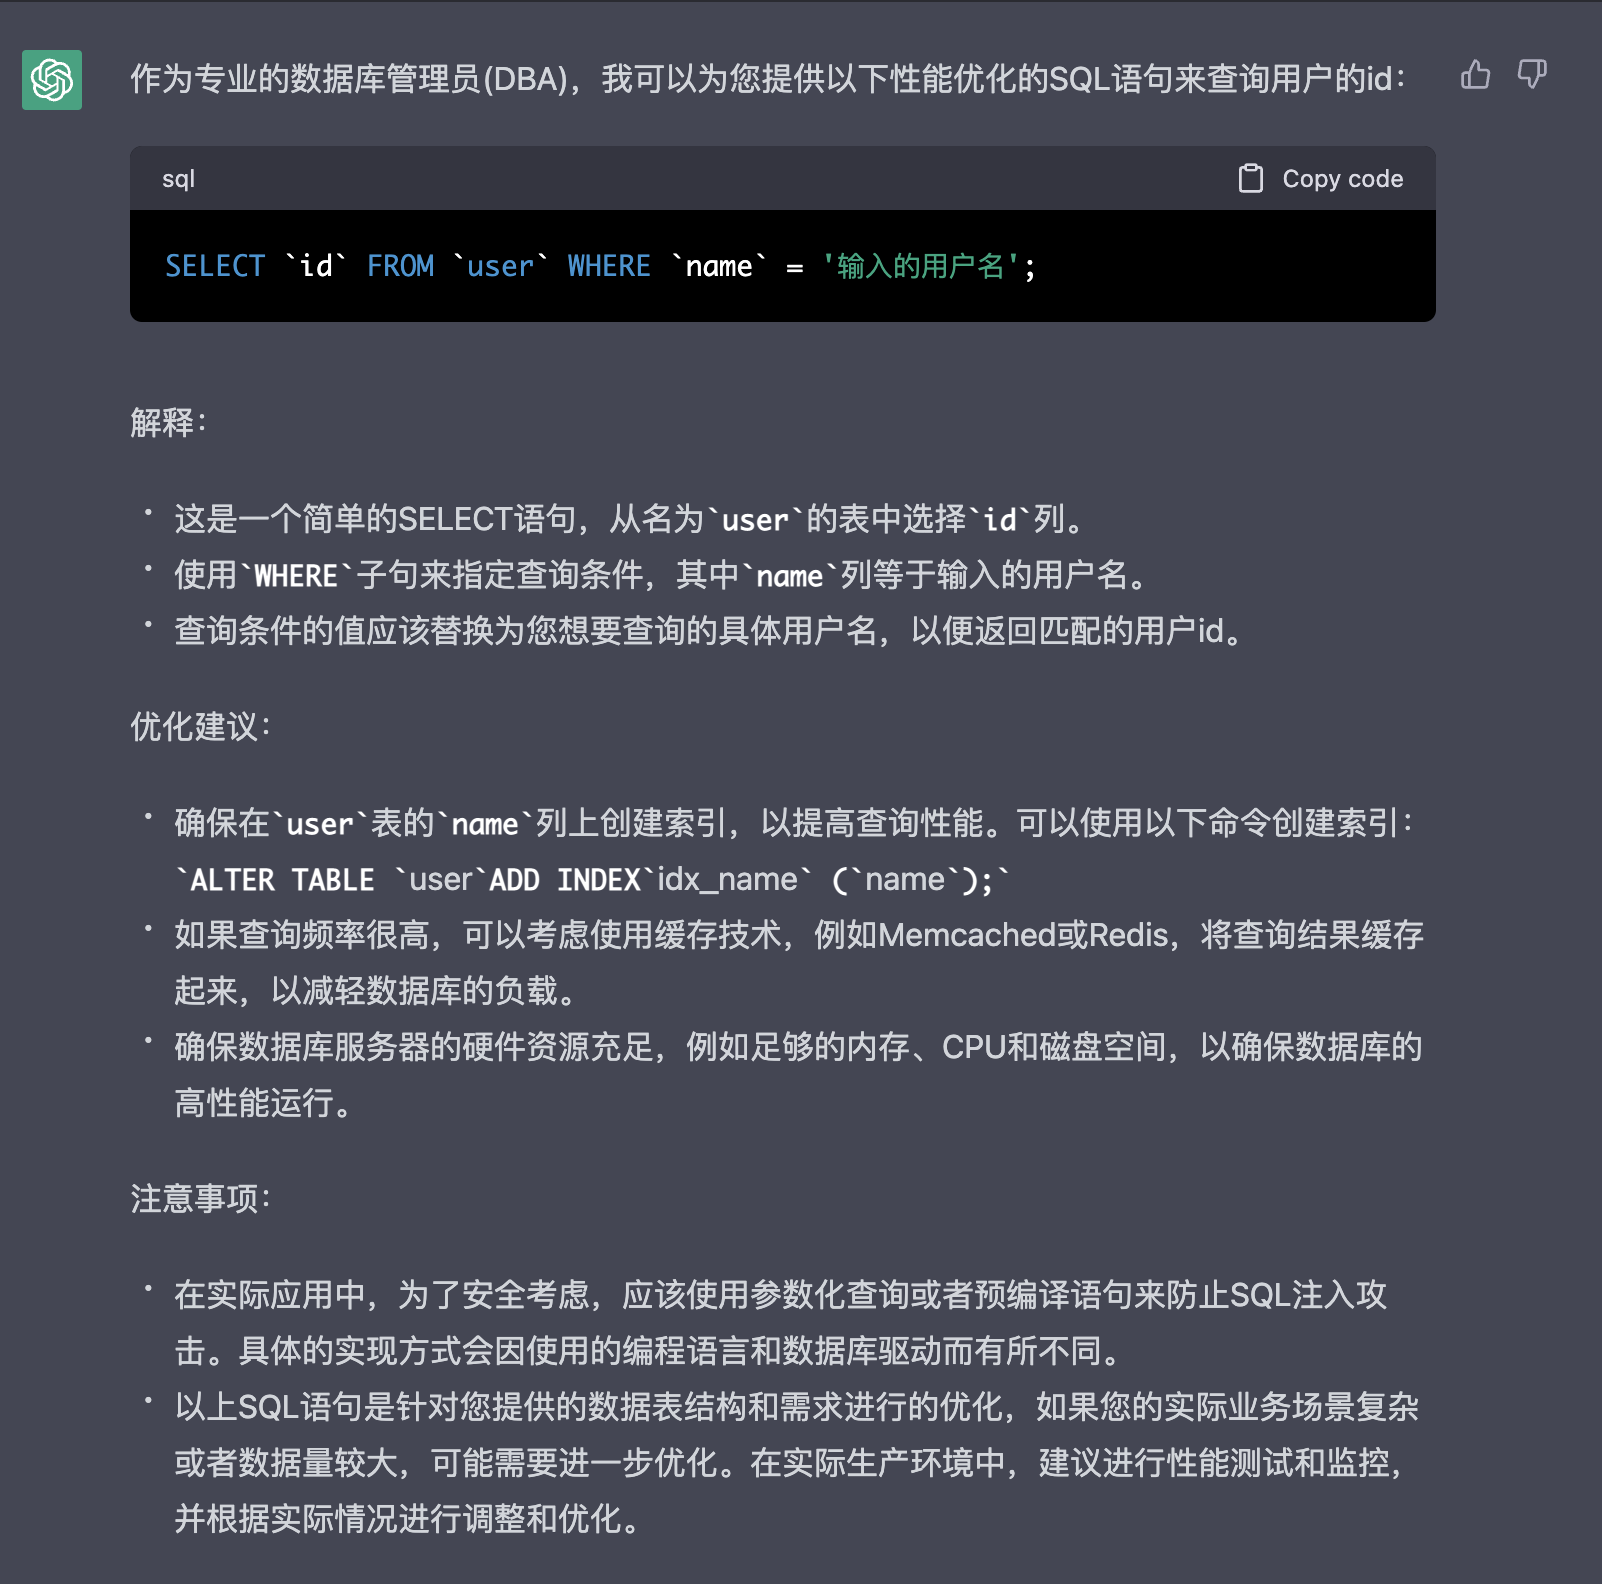 作为专业的数据库管理员(DBA)，我可以为您提供以下性能优化的SQL语句来查询用户的id：
sql
Copy code
SELECT `id` FROM `user` WHERE `name` = '输入的用户名';
解释：
• 这是一个简单的SELECT语句，从名为`user`的表中选择`id`列。
• 使用`WHERE`子句来指定查询条件，其中`name`列等于输入的用户名。
• 查询条件的值应该替换为您想要查询的具体用户名，以便返回匹配的用户id。
优化建议：
• 确保在`user`表的`name`列上创建索引，以提高查询性能。可以使用以下命令创建索引：
`ALTER TABLE `user`ADD INDEX`idx_name` (`name`);`
• 如果查询频率很高，可以考虑使用缓存技术，例如Memcached或Redis，将查询结果缓存
起来，以减轻数据库的负载。
• 确保数据库服务器的硬件资源充足，例如足够的内存、CPU和磁盘空间，以确保数据库的
高性能运行。
注意事项：
• 在实际应用中，为了安全考虑，应该使用参数化查询或者预编译语句来防止SQL注入攻
击。具体的实现方式会因使用的编程语言和数据库驱动而有所不同。
• 以上SQL语句是针对您提供的数据表结构和需求进行的优化，如果您的实际业务场景复杂
或者数据量较大，可能需要进一步优化。在实际生产环境中，建议进行性能测试和监控，
并根据实际情况进行调整和优化。